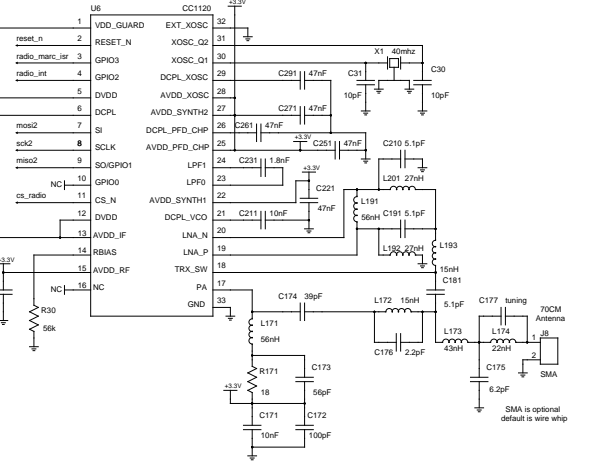 U6 CC1120 +3.3V
1 VDD_GUARD EXT_XOSC 32
reset_n 2 RESET_N XOSC_Q2 31
radio_marc_isr 3 GPIO3 XOSC_Q1 30
X1 40mhz
radio_int 4 GPIO2 DCPL_XOSC 29
C291 47nF
C31 10pF
C30 10pF
5 DVDD AVDD_XOSC 28
6 DCPL AVDD_SYNTH2 27
C271 47nF
mosi2 7 SI DCPL_PFD_CHP 26
C261 47nF
sck2 8 SCLK AVDD_PFD_CHP 25
+3.3V
C251 47nF
C210 5.1pF
miso2 9 SO/GPIO1 LPF1 24
C231 1.8nF
+3.3V
NC 10 GPIO0 LPF0 23
L201 27nH
cs_radio 11 CS_N AVDD_SYNTH1 22
C221
47nF
L191
56nH
12 DVDD DCPL_VCO 21
C211 10nF
C191 5.1pF
13 AVDD_IF LNA_N 20
14 RBIAS LNA_P 19
L192 27nH
L193
15nH
+3.3V
15 AVDD_RF TRX_SW 18
NC 16 NC PA 17
GND 33
C181
5.1pF
R30
56k
C174 39pF
L172 15nH
C176 2.2pF
C177 tuning
70CM
Antenna
L171
56nH
L173
43nH
L174
22nH
J8
1
2
SMA
R171
18
C173
56pF
C175
6.2pF
+3.3V
C171
10nF
C172
100pF
SMA is optional
default is wire whip